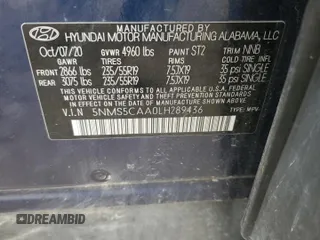 MANUFACTURED BY
HYUNDAI MOTOR MANUFACTURING ALABAMA, LLC
Oct/07/20 GVWR 4960 lbs PAINT ST2 TRIM NNB
GAWR TIRES RIMS COLD TIRE INFL.
FRONT 2866 lbs 235/55R19 7.5JX19 35 psi SINGLE
REAR 3075 lbs 235/55R19 7.5JX19 35 psi SINGLE
THIS VEHICLE CONFORMS TO ALL APPLICABLE U.S. FEDERAL MOTOR VEHICLE
SAFETY, BUMPER, AND THEFT PREVENTION STANDARDS IN EFFECT ON THE
DATE OF MANUFACTURE SHOWN ABOVE.
V.I.N 5NMS5CAA0LH289436
DREAMBID